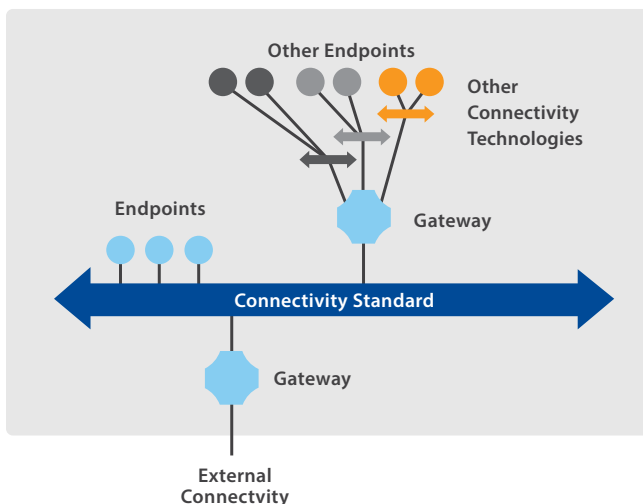 Other Endpoints
Other
Connectivity
Technologies
Endpoints
Gateway
Connectivity Standard
Gateway
External
Connectvity